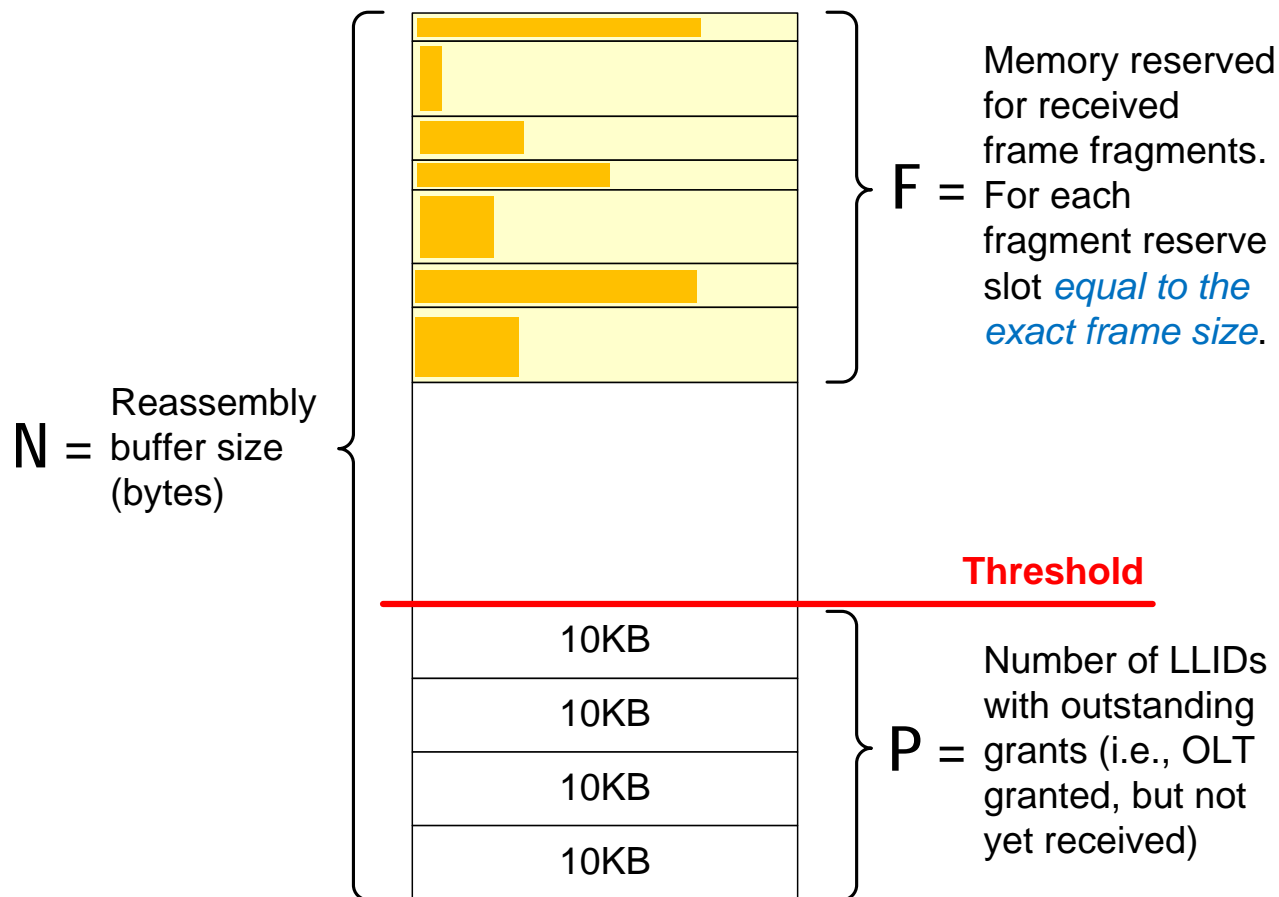 N =
Reassembly
buffer size
(bytes)
F =
Memory reserved
for received
frame fragments.
For each
fragment reserve
slot equal to the
exact frame size.
Threshold
10KB
10KB
10KB
10KB
P =
Number of LLIDs
with outstanding
grants (i.e., OLT
granted, but not
yet received)